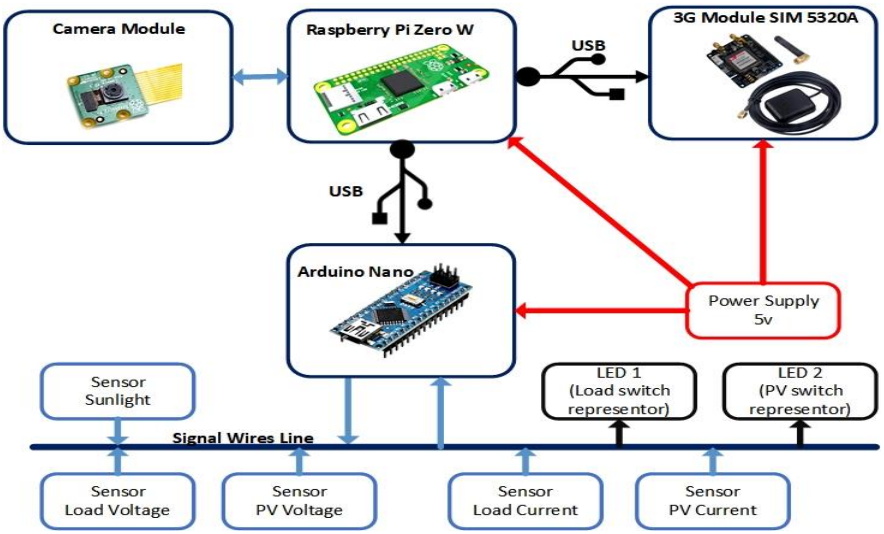 Camera Module
Raspberry Pi Zero W
3G Module SIM 5320A
USB
USB
Arduino Nano
Power Supply
5v
Sensor
Sunlight
LED 1
(Load switch
representor)
LED 2
(PV switch
representor)
Signal Wires Line
Sensor
Load Voltage
Sensor
PV Voltage
Sensor
Load Current
Sensor
PV Current